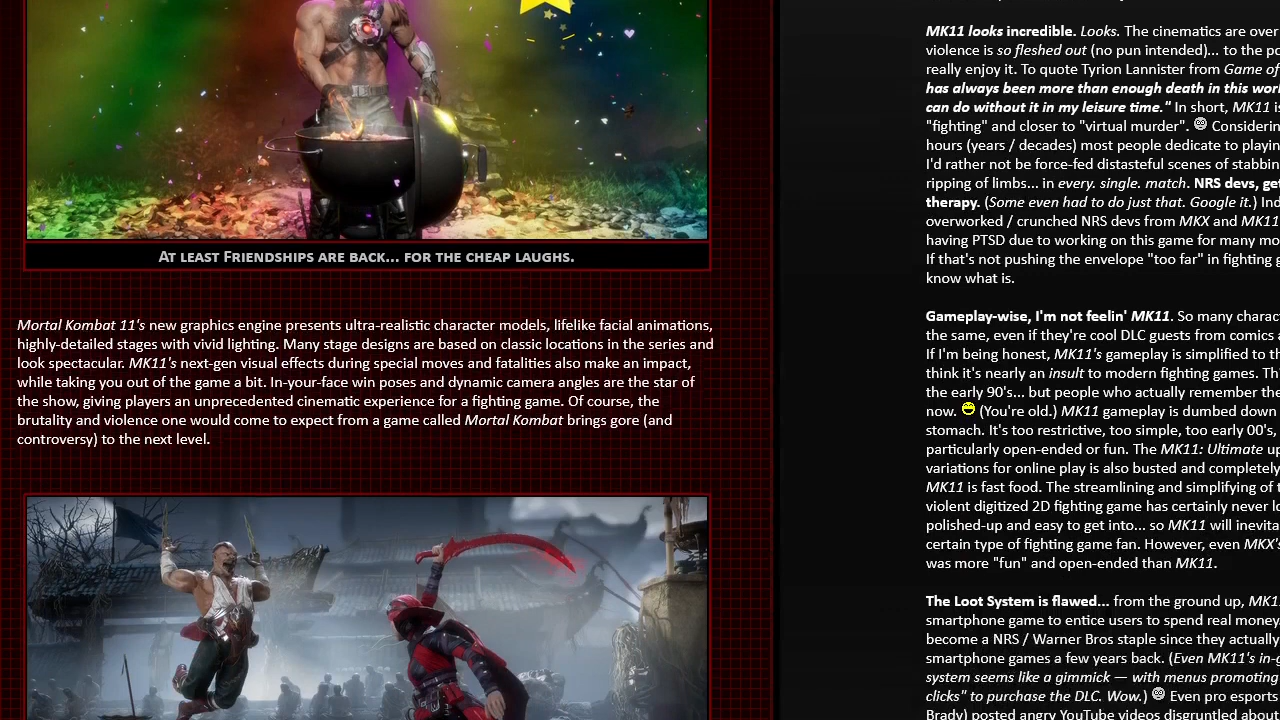 AT LEAST FRIENDSHIPS ARE BACK... FOR THE CHEAP LAUGHS.
Mortal Kombat 11's new graphics engine presents ultra-realistic character models, lifelike facial animations,
highly-detailed stages with vivid lighting. Many stage designs are based on classic locations in the series and
look spectacular. MK11's next-gen visual effects during special moves and fatalities also make an impact,
while taking you out of the game a bit. In-your-face win poses and dynamic camera angles are the star of
the show, giving players an unprecedented cinematic experience for a fighting game. Of course, the
brutality and violence one would come to expect from a game called Mortal Kombat brings gore (and
controversy) to the next level.
MK11 looks incredible. Looks. The cinematics are
violence is so fleshed out (no pun intended)... to the
really enjoy it. To quote Tyrion Lannister from Game of
has always been more than enough death in this
can do without it in my leisure time." In short, MK11
"fighting" and closer to "virtual murder".
hours (years / decades) most people dedicate to
I'd rather not be force-fed distasteful scenes of
ripping of limbs... in every. single. match. NRS devs,
therapy. (Some even had to do just that. Google it.)
overworked / crunched NRS devs from MKX and
having PTSD due to working on this game for many
If that's not pushing the envelope "too far" in fighting
know what is.
Gameplay-wise, I'm not feelin' MK11. So many
the same, even if they're cool DLC guests from comics
If I'm being honest, MK11's gameplay is simplified to
think it's nearly an insult to modern fighting games.
the early 90's... but people who actually remember
now. (You're old.) MK11 gameplay is dumbed down
stomach. It's too restrictive, too simple, too early 00's,
particularly open-ended or fun. The MK11: Ultimate
variations for online play is also busted and completely
MK11 is fast food. The streamlining and simplifying of
violent digitized 2D fighting game has certainly never
polished-up and easy to get into... so MK11 will
certain type of fighting game fan. However, even MKX's
was more "fun" and open-ended than MK11.
The Loot System is flawed... from the ground up,
smartphone game to entice users to spend real money.
become a NRS / Warner Bros staple since they actually
smartphone games a few years back. (Even MK11's
system seems like a gimmick — with menus promoting
clicks" to purchase the DLC. Wow.) Even pro esports
Brady) posted angry YouTube videos dismantled about